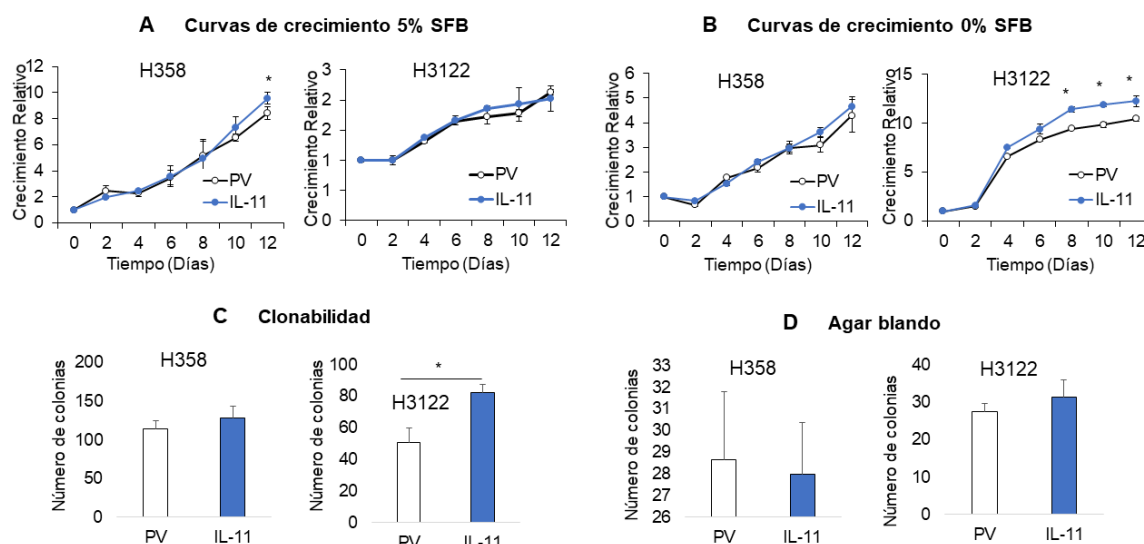 A Curvas de crecimiento 5% SFB
H358
Crecimiento Relativo
12
10
8
6
4
2
0
*
PV
IL-11
0 2 4 6 8 10 12
Tiempo (Días)
H3122
Crecimiento Relativo
3
2
2
1
1
0
PV
IL-11
0 2 4 6 8 10 12
Tiempo (Días)
B Curvas de crecimiento 0% SFB
H358
Crecimiento Relativo
6
5
4
3
2
1
0
PV
IL-11
0 2 4 6 8 10 12
Tiempo (Días)
H3122
Crecimiento Relativo
15
10
5
0
* * *
PV
IL-11
0 2 4 6 8 10 12
Tiempo (Días)
C Clonabilidad
H358
Número de colonias
200
150
100
50
0
PV IL-11
H3122
Número de colonias
100
80
60
40
20
0
*
PV IL-11
D Agar blando
H358
Número de colonias
33
32
31
30
29
28
27
26
PV IL-11
H3122
Número de colonias
40
30
20
10
0
PV IL-11